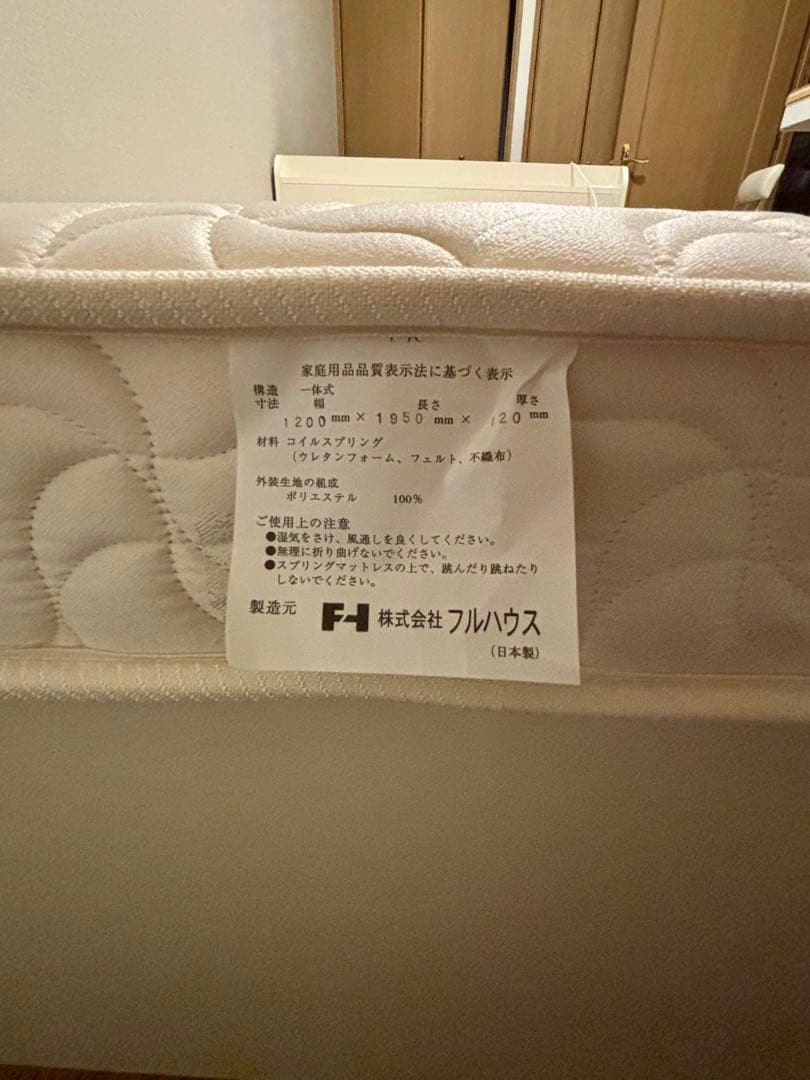 家庭用品品質表示法に基づく表示
構造 一体式
寸法 幅 長さ 厚さ
1200 mm × 1950 mm × 120 mm
材料 コイルスプリング
(ウレタンフォーム、フェルト、不織布)
外装生地の組成
ポリエステル 100%
ご使用上の注意
●湿気をさけ、風通しを良くしてください。
●無理に折り曲げないでください。
●スプリングマットレスの上で、跳んだり跳ねたり
しないでください。
製造元 FH 株式会社 フルハウス
(日本製)